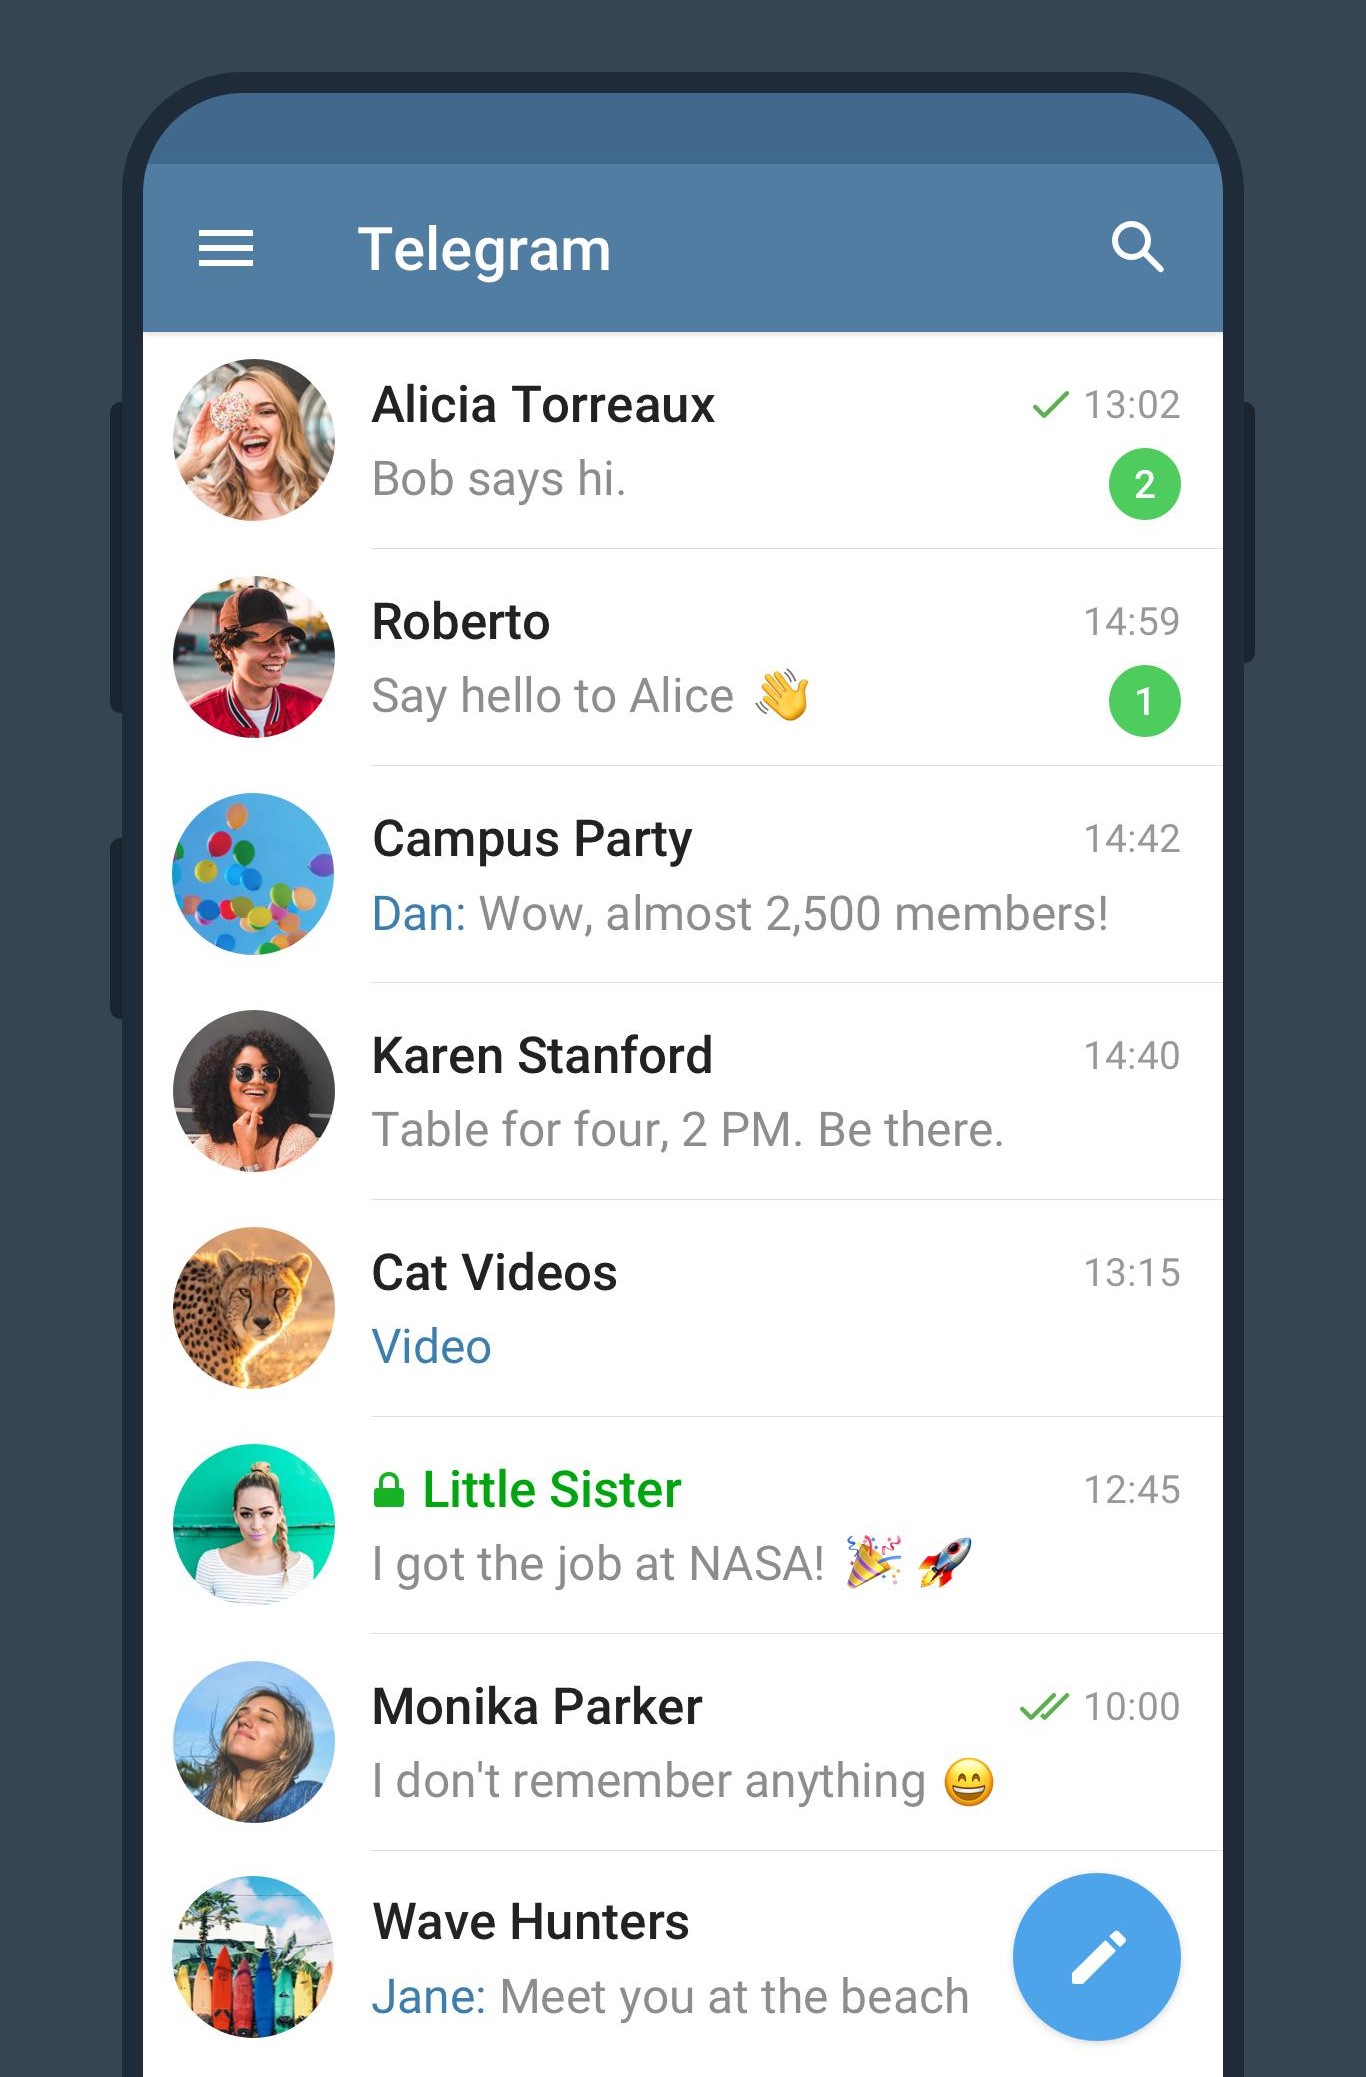 Telegram
Alicia Torreaux 13:02
Bob says hi. 2
Roberto 14:59
Say hello to Alice 👋 1
Campus Party 14:42
Dan: Wow, almost 2,500 members!
Karen Stanford 14:40
Table for four, 2 PM. Be there.
Cat Videos 13:15
Video
Little Sister 12:45
I got the job at NASA! 🎉 🚀
Monika Parker 10:00
I don't remember anything 😄
Wave Hunters
Jane: Meet you at the beach